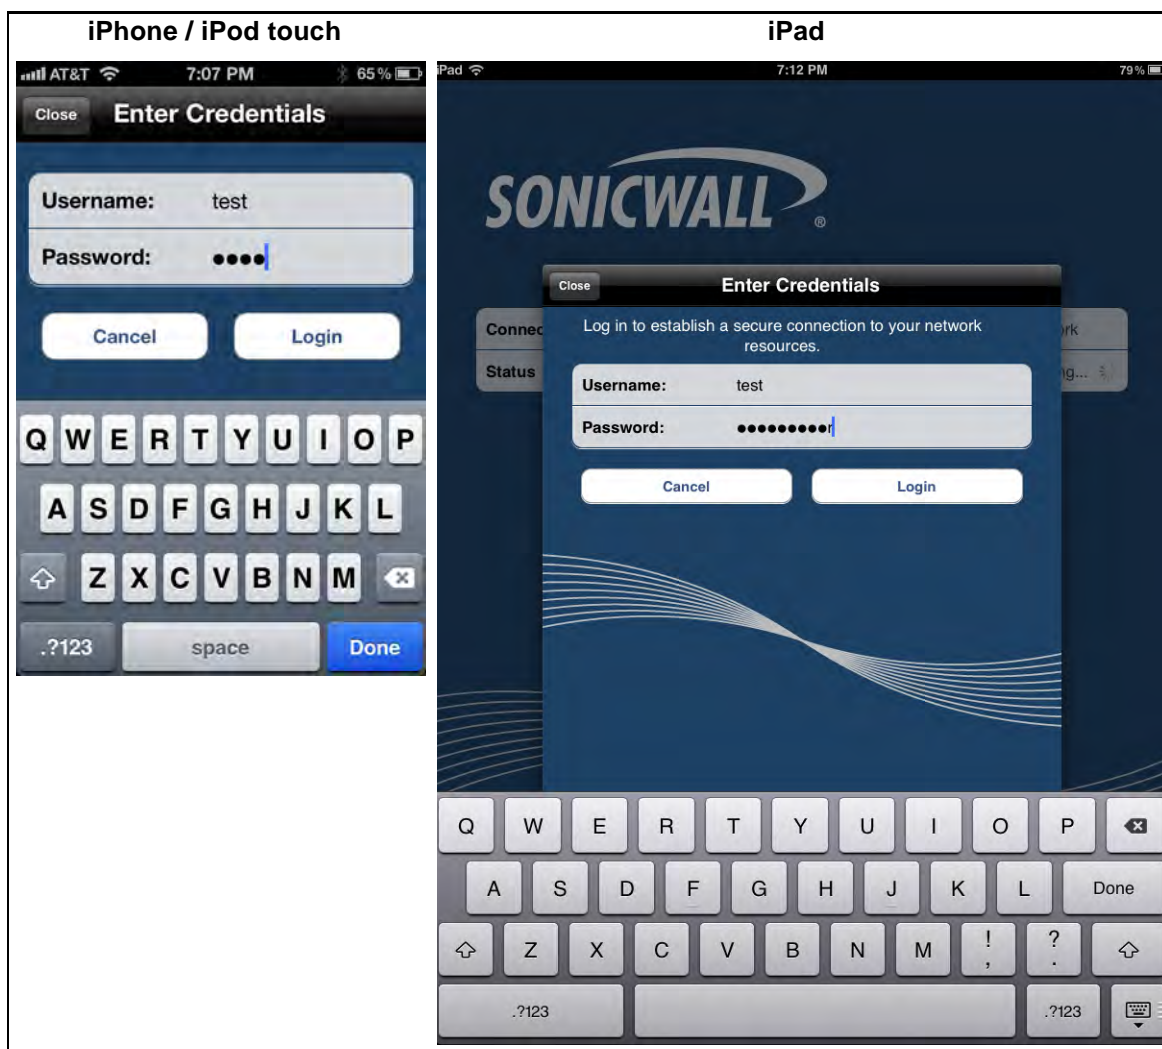 iPhone / iPod touch
AT&T 7:07 PM 65%
Close Enter Credentials
Username: test
Password: ●●●●
Cancel Login
Q W E R T Y U I O P
A S D F G H J K L
Z X C V B N M
.?123 space Done
iPad
iPad 7:12 PM 79%
SONICWALL®
Close Enter Credentials
Log in to establish a secure connection to your network
resources.
Connec rk
Status g...
Username: test
Password: ●●●●●●●●●r
Cancel Login
Q W E R T Y U I O P
A S D F G H J K L Done
Z X C V B N M ! , ? .
.?123 .?123